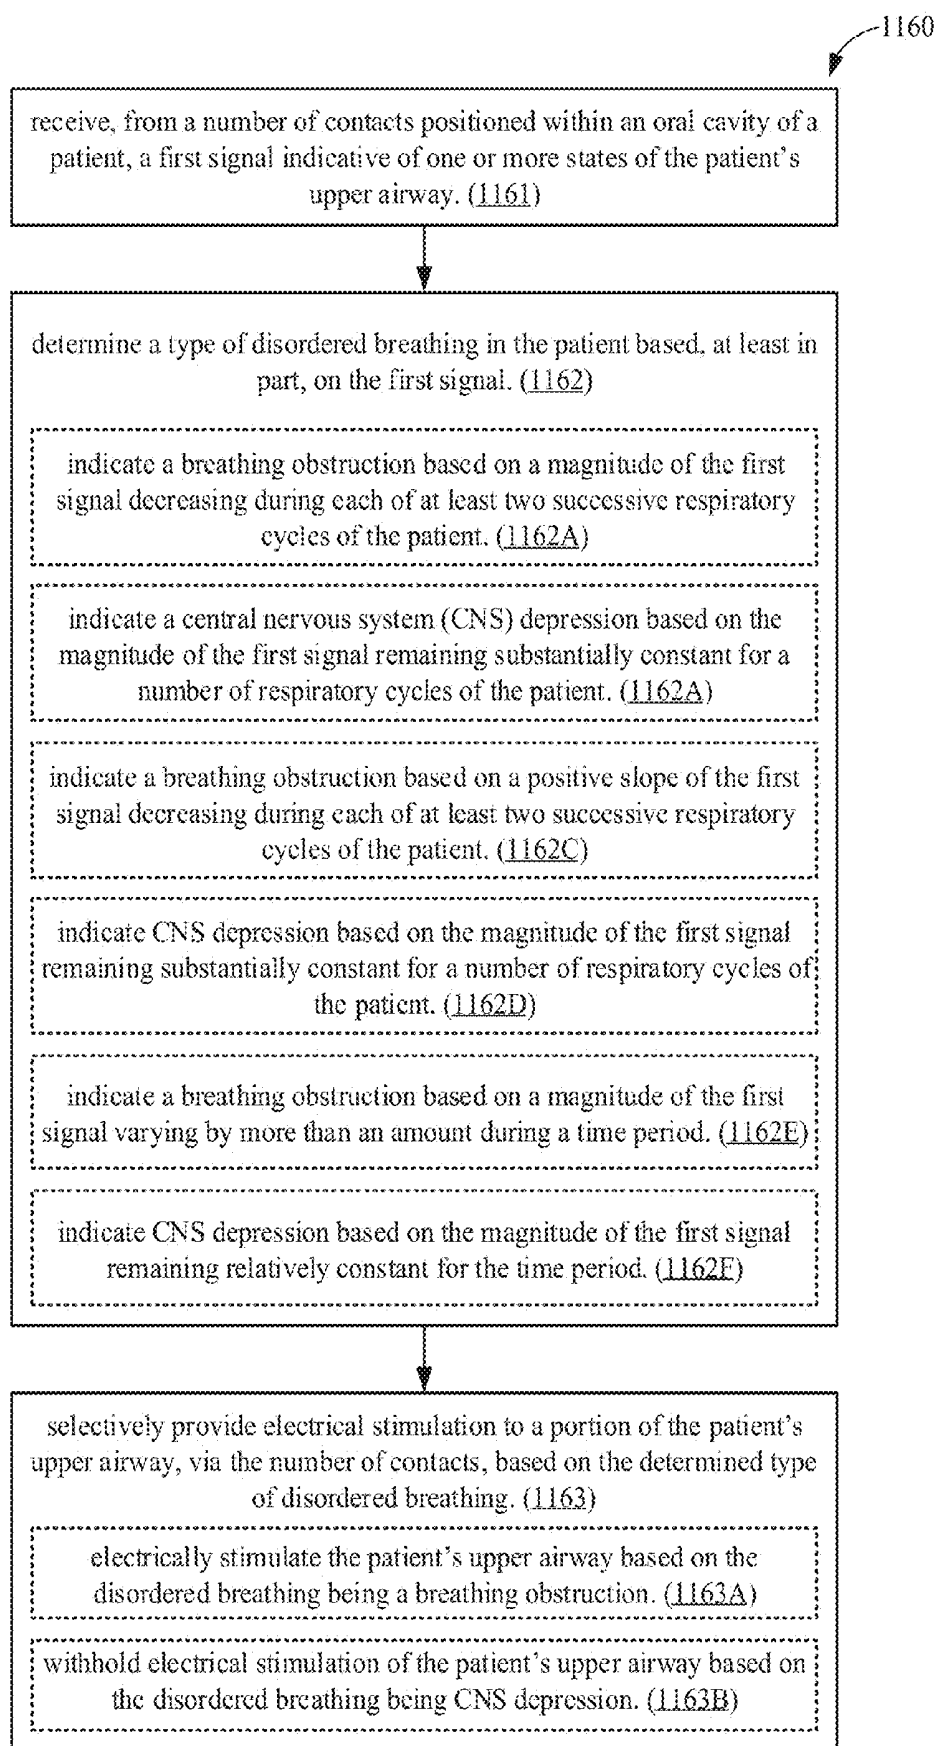 1160
receive, from a number of contacts positioned within an oral cavity of a
patient, a first signal indicative of one or more states of the patient's
upper airway. (1161)
determine a type of disordered breathing in the patient based, at least in
part, on the first signal. (1162)
indicate a breathing obstruction based on a magnitude of the first
signal decreasing during each of at least two successive respiratory
cycles of the patient. (1162A)
indicate a central nervous system (CNS) depression based on the
magnitude of the first signal remaining substantially constant for a
number of respiratory cycles of the patient. (1162A)
indicate a breathing obstruction based on a positive slope of the first
signal decreasing during each of at least two successive respiratory
cycles of the patient. (1162C)
indicate CNS depression based on the magnitude of the first signal
remaining substantially constant for a number of respiratory cycles of
the patient. (1162D)
indicate a breathing obstruction based on a magnitude of the first
signal varying by more than an amount during a time period. (1162E)
indicate CNS depression based on the magnitude of the first signal
remaining relatively constant for the time period. (1162F)
selectively provide electrical stimulation to a portion of the patient's
upper airway, via the number of contacts, based on the determined type
of disordered breathing. (1163)
electrically stimulate the patient's upper airway based on the
disordered breathing being a breathing obstruction. (1163A)
withhold electrical stimulation of the patient's upper airway based on
the disordered breathing being CNS depression. (1163B)